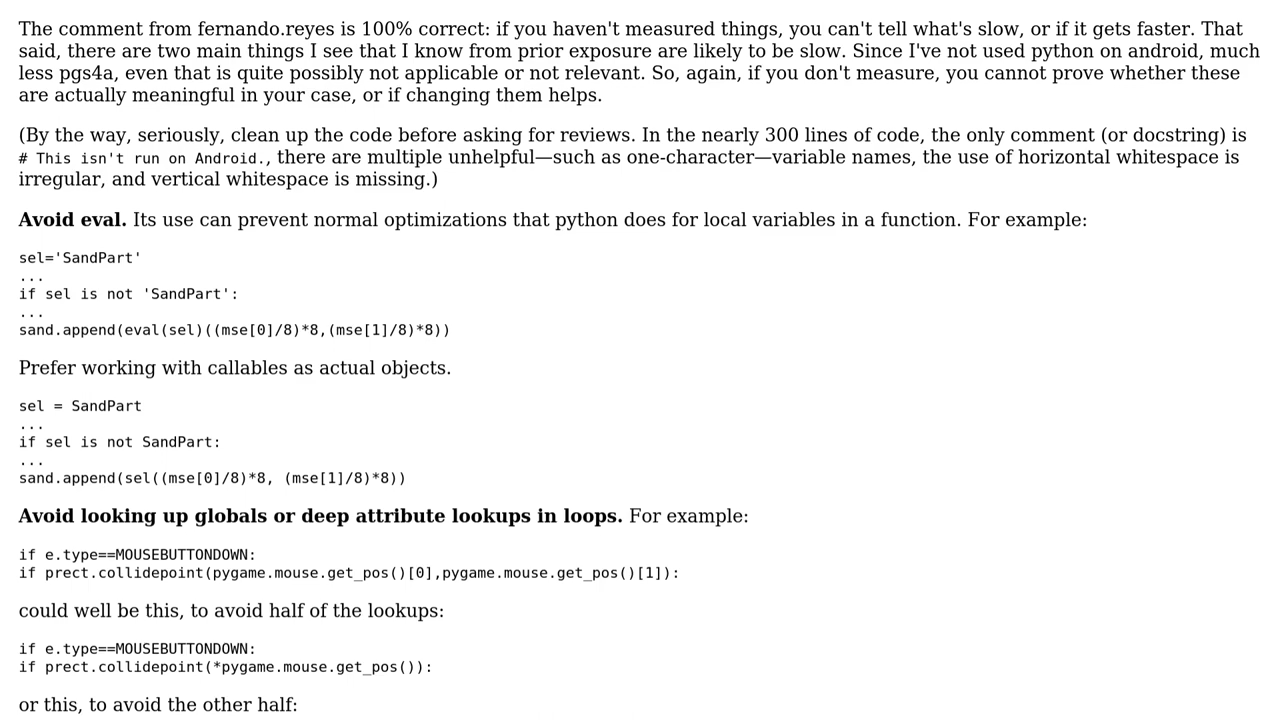 The comment from fernando.reyes is 100% correct: if you haven't measured things, you can't tell what's slow, or if it gets faster. That
said, there are two main things I see that I know from prior exposure are likely to be slow. Since I've not used python on android, much
less pgs4a, even that is quite possibly not applicable or not relevant. So, again, if you don't measure, you cannot prove whether these
are actually meaningful in your case, or if changing them helps.
(By the way, seriously, clean up the code before asking for reviews. In the nearly 300 lines of code, the only comment (or docstring) is
# This isn't run on Android., there are multiple unhelpful—such as one-character—variable names, the use of horizontal whitespace is
irregular, and vertical whitespace is missing.)
Avoid eval. Its use can prevent normal optimizations that python does for local variables in a function. For example:
sel='SandPart'
...
if sel is not 'SandPart':
...
sand.append(eval(sel)((mse[0]/8)*8,(mse[1]/8)*8))
Prefer working with callables as actual objects.
sel = SandPart
...
if sel is not SandPart:
...
sand.append(sel((mse[0]/8)*8, (mse[1]/8)*8))
Avoid looking up globals or deep attribute lookups in loops. For example:
if e.type==MOUSEBUTTONDOWN:
if prect.collidepoint(pygame.mouse.get_pos()[0],pygame.mouse.get_pos()[1]):
could well be this, to avoid half of the lookups:
if e.type==MOUSEBUTTONDOWN:
if prect.collidepoint(*pygame.mouse.get_pos()):
or this, to avoid the other half: